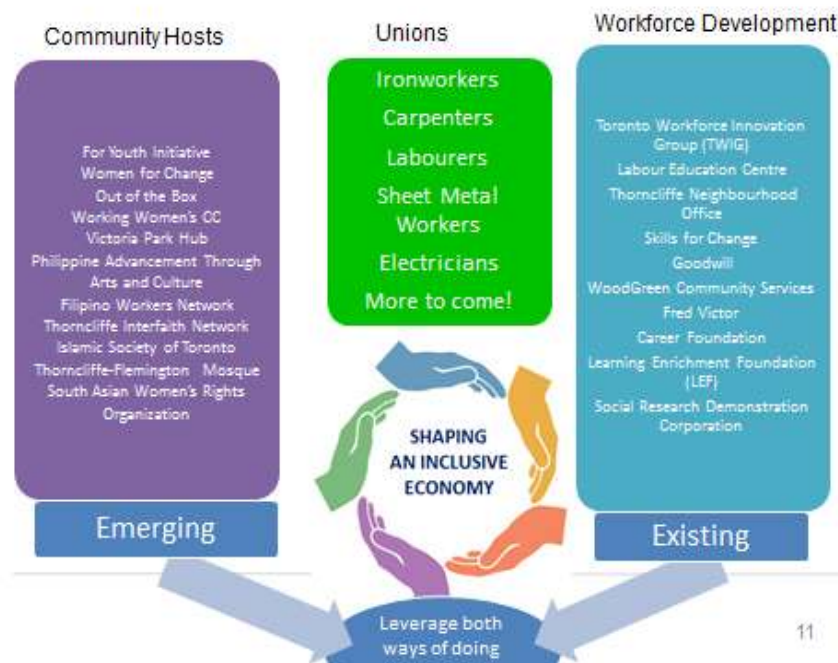 Community Hosts
For Youth Initiative
Women for Change
Out of the Box
Working Women's CC
Victoria Park Hub
Philippine Advancement Through
Arts and Culture
Filipino Workers Network
Thorncliffe Interfaith Network
Islamic Society of Toronto
Thorncliffe-Flemington Mosque
South Asian Women's Rights
Organization
Emerging
Unions
Ironworkers
Carpenters
Labourers
Sheet Metal
Workers
Electricians
More to come!
SHAPING
AN INCLUSIVE
ECONOMY
Workforce Development
Toronto Workforce Innovation
Group (TWIG)
Labour Education Centre
Thorncliffe Neighbourhood
Office
Skills for Change
Goodwill
WoodGreen Community Services
Fred Victor
Career Foundation
Learning Enrichment Foundation
(LEF)
Social Research Demonstration
Corporation
Existing
Leverage both
ways of doing
11